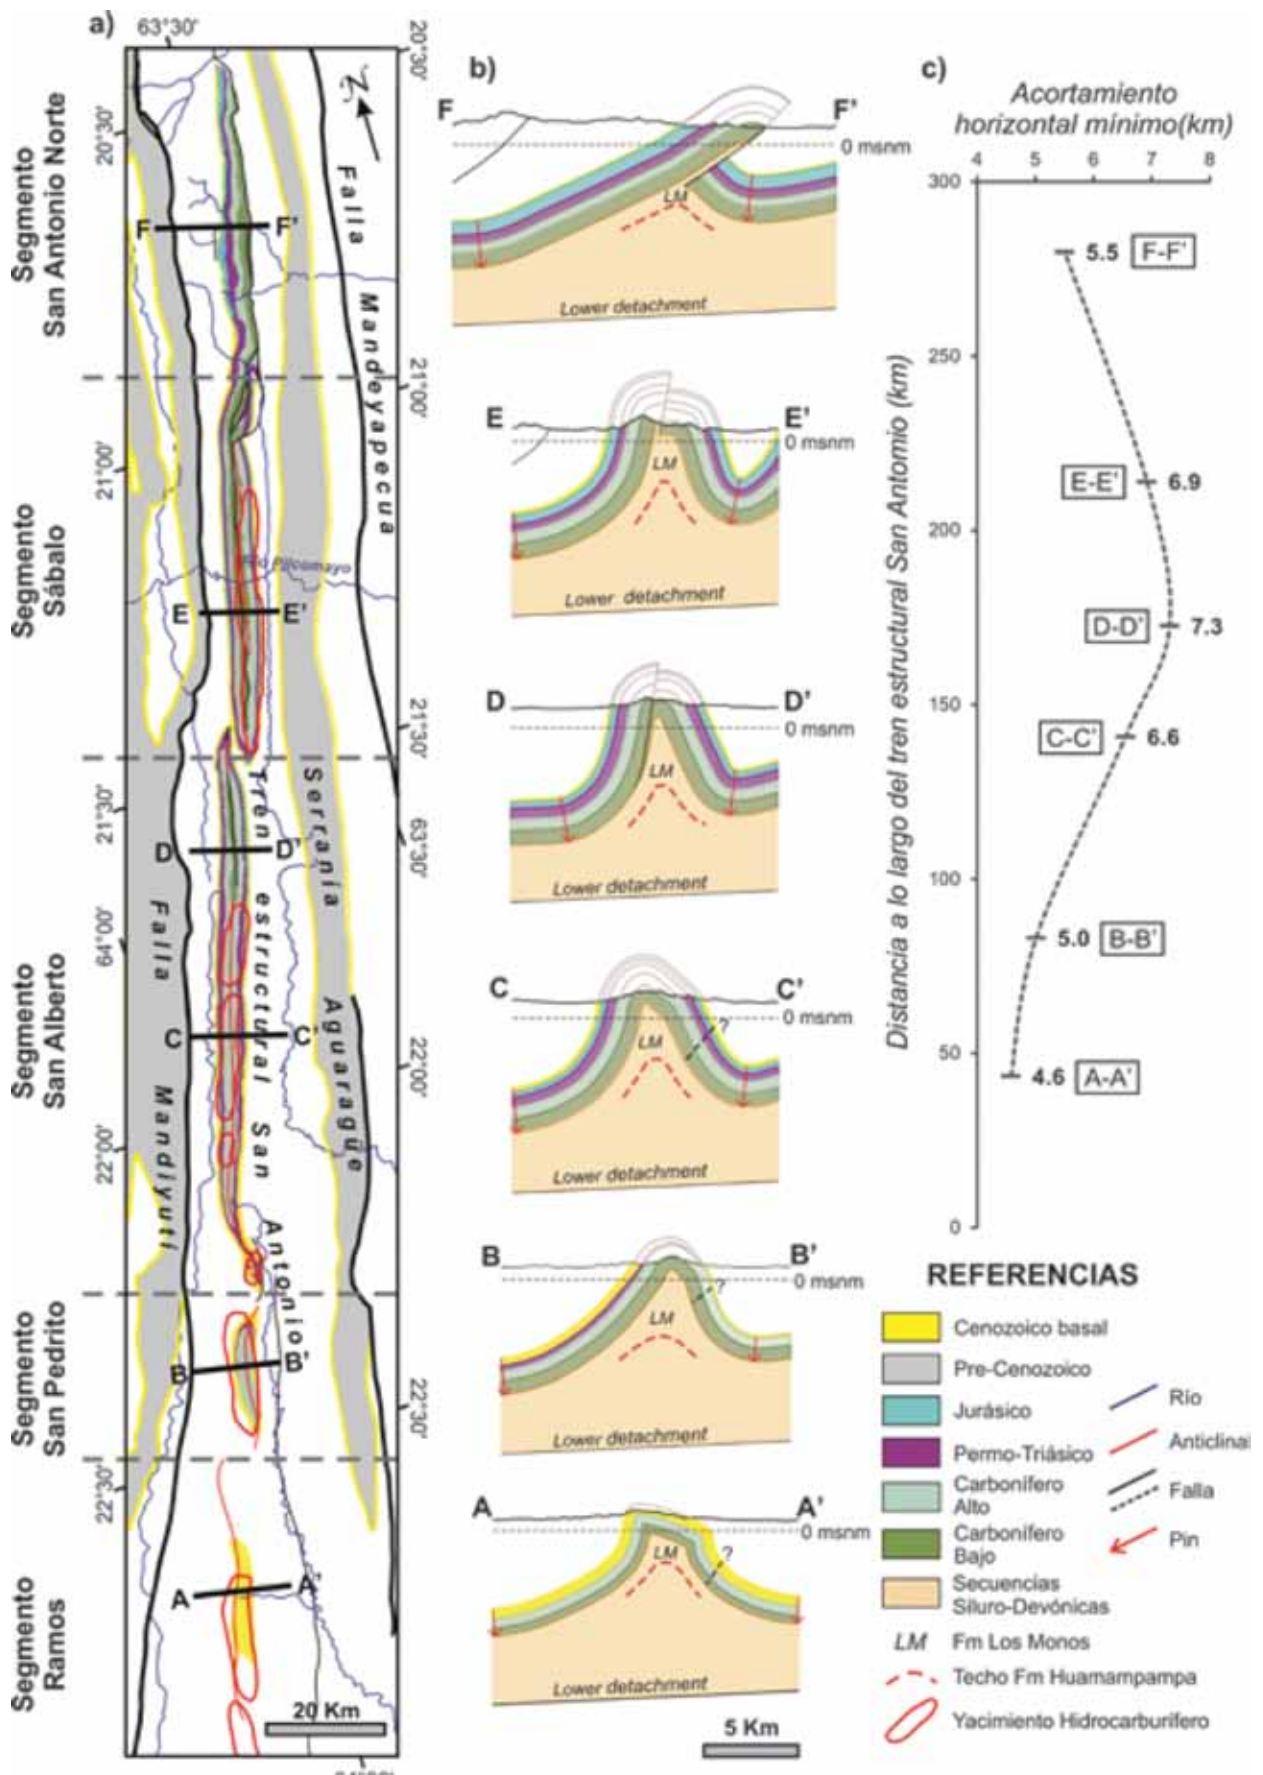 a)
63°30'
20°30'
20°30'
21°00'
21°00'
21°30'
21°30'
63°30'
64°00'
22°00'
22°00'
22°30'
22°30'
Segmento
San Antonio Norte
Segmento
Sábalo
Segmento
San Alberto
Segmento
San Pedrito
Segmento
Ramos
F
F'
E
E'
D
D'
C
C'
B
B'
A
A'
Falla Mandeyapecua
Río Pilcomayo
Tren estructural San Antonio
Serranía Aguaragüe
Falla Mandiyuti
20 Km
b)
F
F'
0 msnm
LM
Lower detachment
E
E'
0 msnm
LM
Lower detachment
D
D'
0 msnm
LM
Lower detachment
C
C'
0 msnm
?
LM
Lower detachment
B
B'
0 msnm
?
LM
Lower detachment
A
A'
0 msnm
LM
?
Lower detachment
5 Km
c)
Acortamiento
horizontal mínimo(km)
4 5 6 7 8
300
250
200
150
100
50
0
Distancia a lo largo del tren estructural San Antomio (km)
5.5 F-F'
E-E' 6.9
D-D' 7.3
C-C' 6.6
5.0 B-B'
4.6 A-A'
REFERENCIAS
Cenozoico basal
Pre-Cenozoico
Jurásico
Permo-Triásico
Carbonífero
Alto
Carbonífero
Bajo
Secuencias
Siluro-Devónicas
LM Fm Los Monos
Techo Fm Huamampampa
Yacimiento Hidrocarburífero
Río
Anticlinal
Falla
Pin